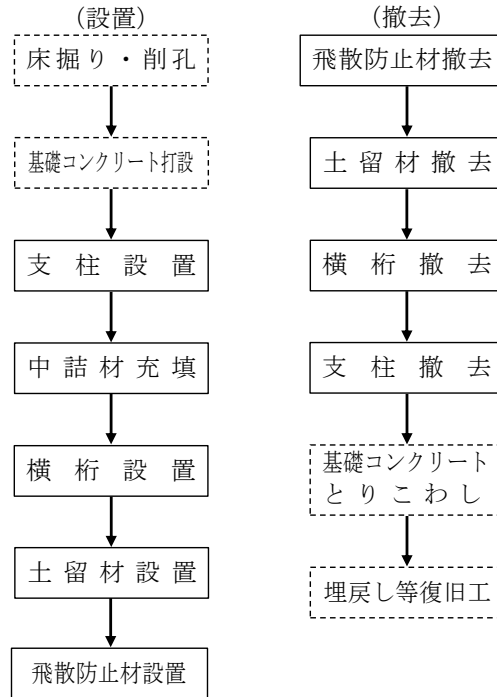 (設置)
床掘り・削孔
基礎コンクリート打設
支柱設置
中詰材充填
横桁設置
土留材設置
飛散防止材設置
(撤去)
飛散防止材撤去
土留材撤去
横桁撤去
支柱撤去
基礎コンクリート
とりこわし
埋戻し等復旧工